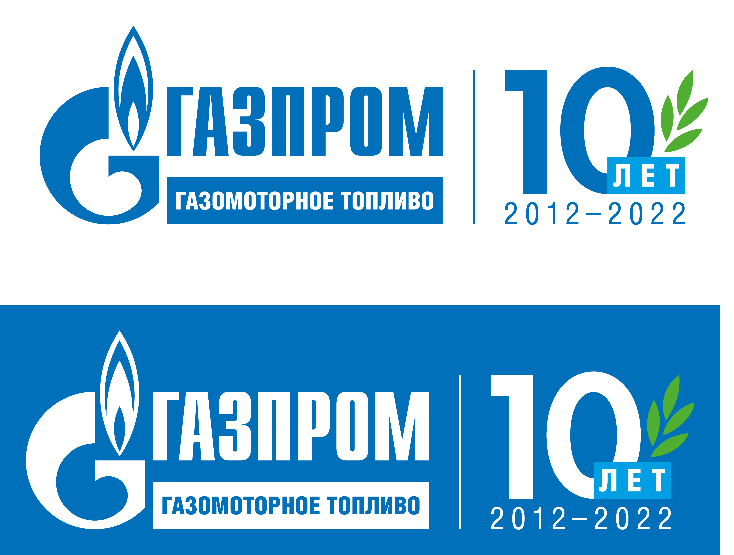 ГАЗПРОМ
ГАЗОМОТОРНОЕ ТОПЛИВО
10
ЛЕТ
2012–2022
ГАЗПРОМ
ГАЗОМОТОРНОЕ ТОПЛИВО
10
ЛЕТ
2012–2022